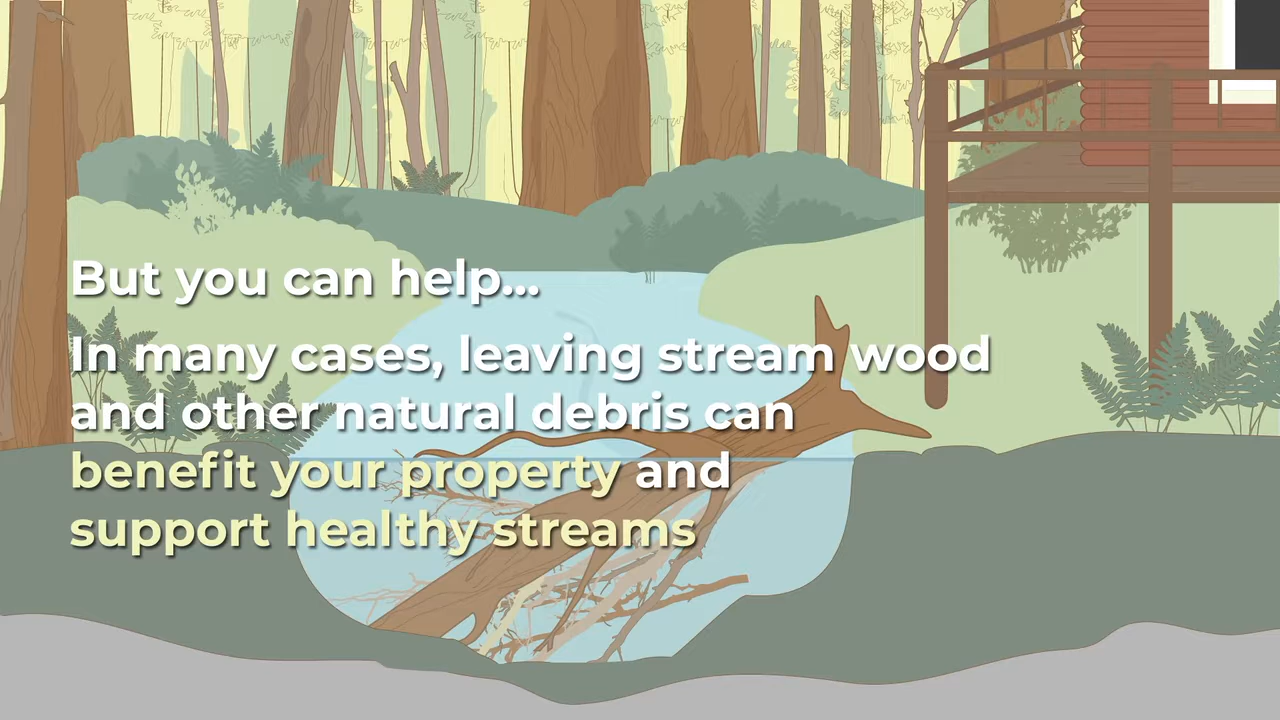 But you can help...
In many cases, leaving stream wood
and other natural debris can
benefit your property and
support healthy streams